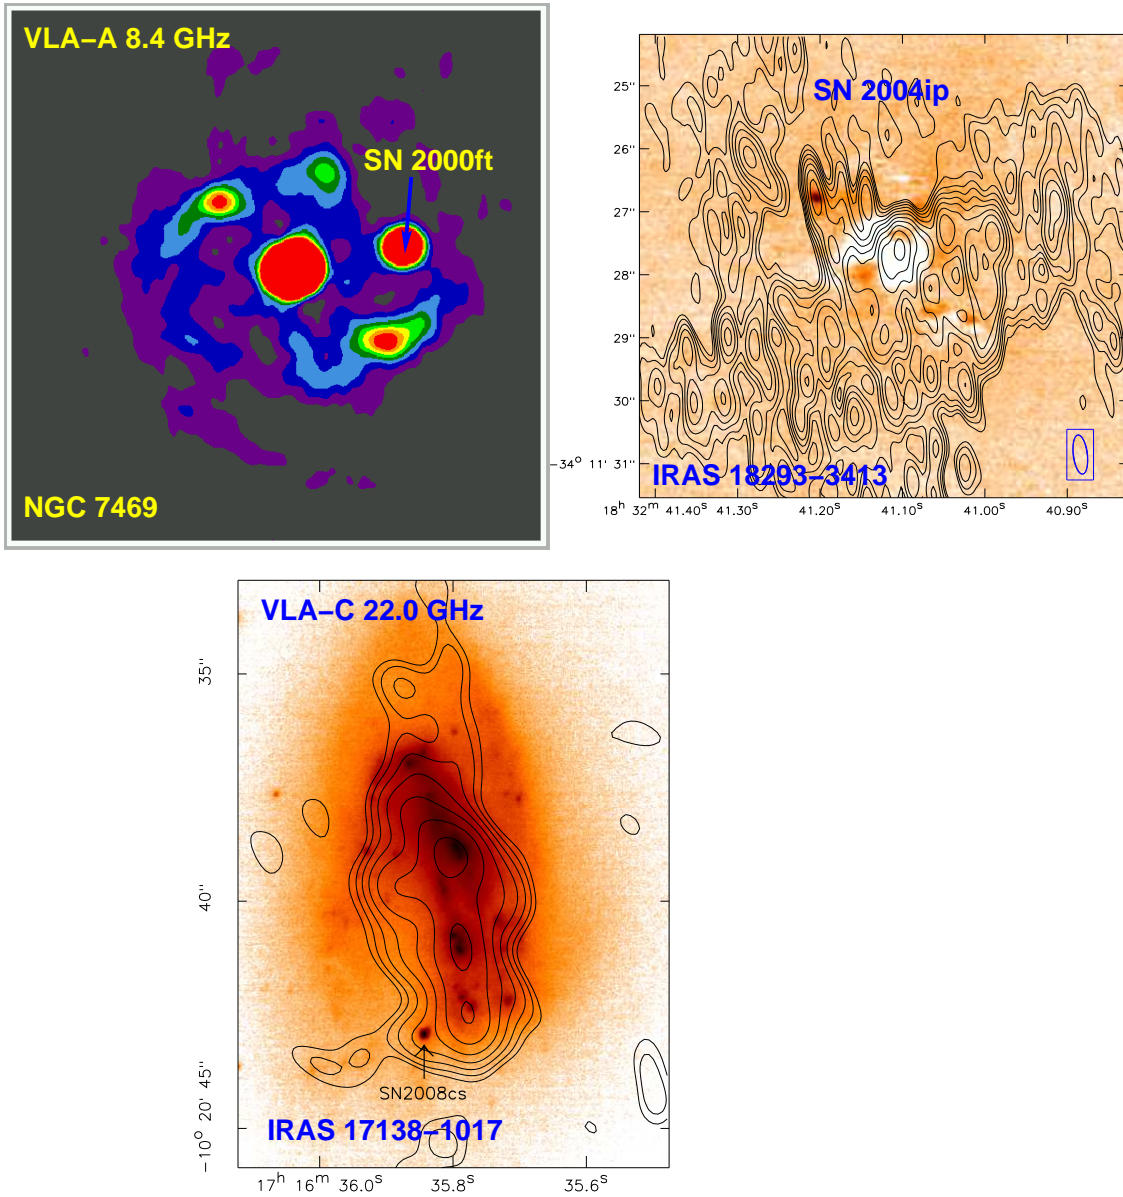 VLA−A 8.4 GHz
SN 2000ft
NGC 7469
SN 2004ip
25"
26"
27"
28"
29"
30"
−34° 11' 31"
IRAS 18293−3413
18ʰ 32ᵐ 41.40ˢ 41.30ˢ 41.20ˢ 41.10ˢ 41.00ˢ 40.90ˢ
VLA−C 22.0 GHz
35"
40"
−10° 20' 45"
SN2008cs
IRAS 17138−1017
17ʰ 16ᵐ 36.0ˢ 35.8ˢ 35.6ˢ